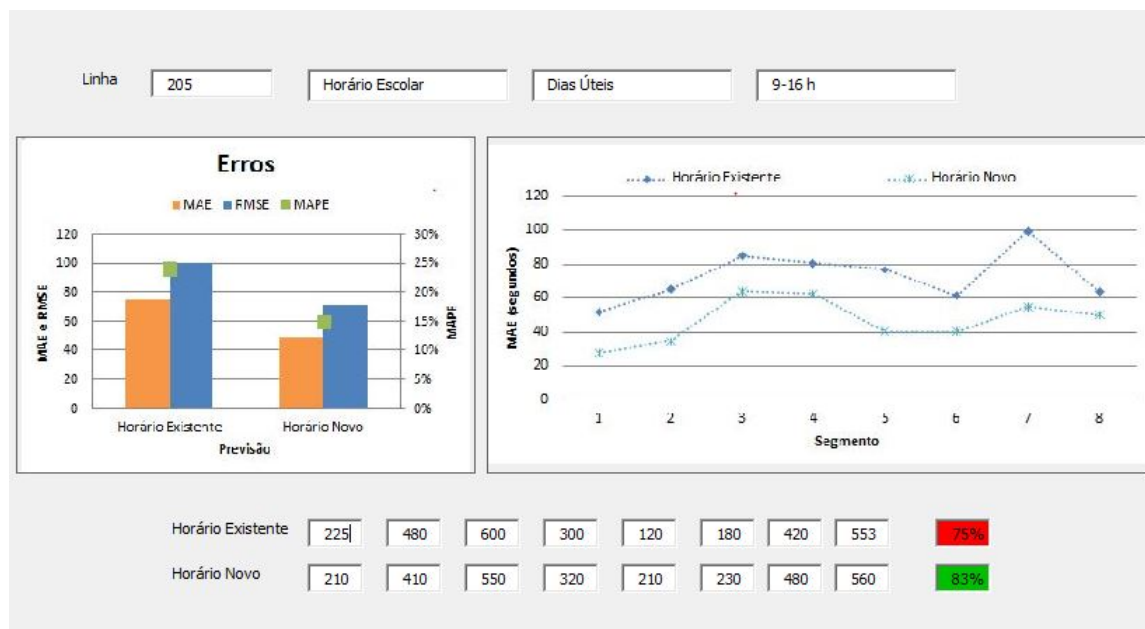 Linha 205 Horário Escolar Dias Úteis 9-16 h
Erros
MAE RMSE MAPE
120
100
80
60
40
20
0
30%
25%
20%
15%
10%
5%
0%
MAE e RMSE
MAPE
Horário Existente Horário Novo
Previsão
Horário Existente Horário Novo
120
100
80
60
40
20
0
MAE (segundos)
1 2 3 4 5 6 7 8
Segmento
Horário Existente 225 480 600 300 120 180 420 553 75%
Horário Novo 210 410 550 320 210 230 480 560 83%